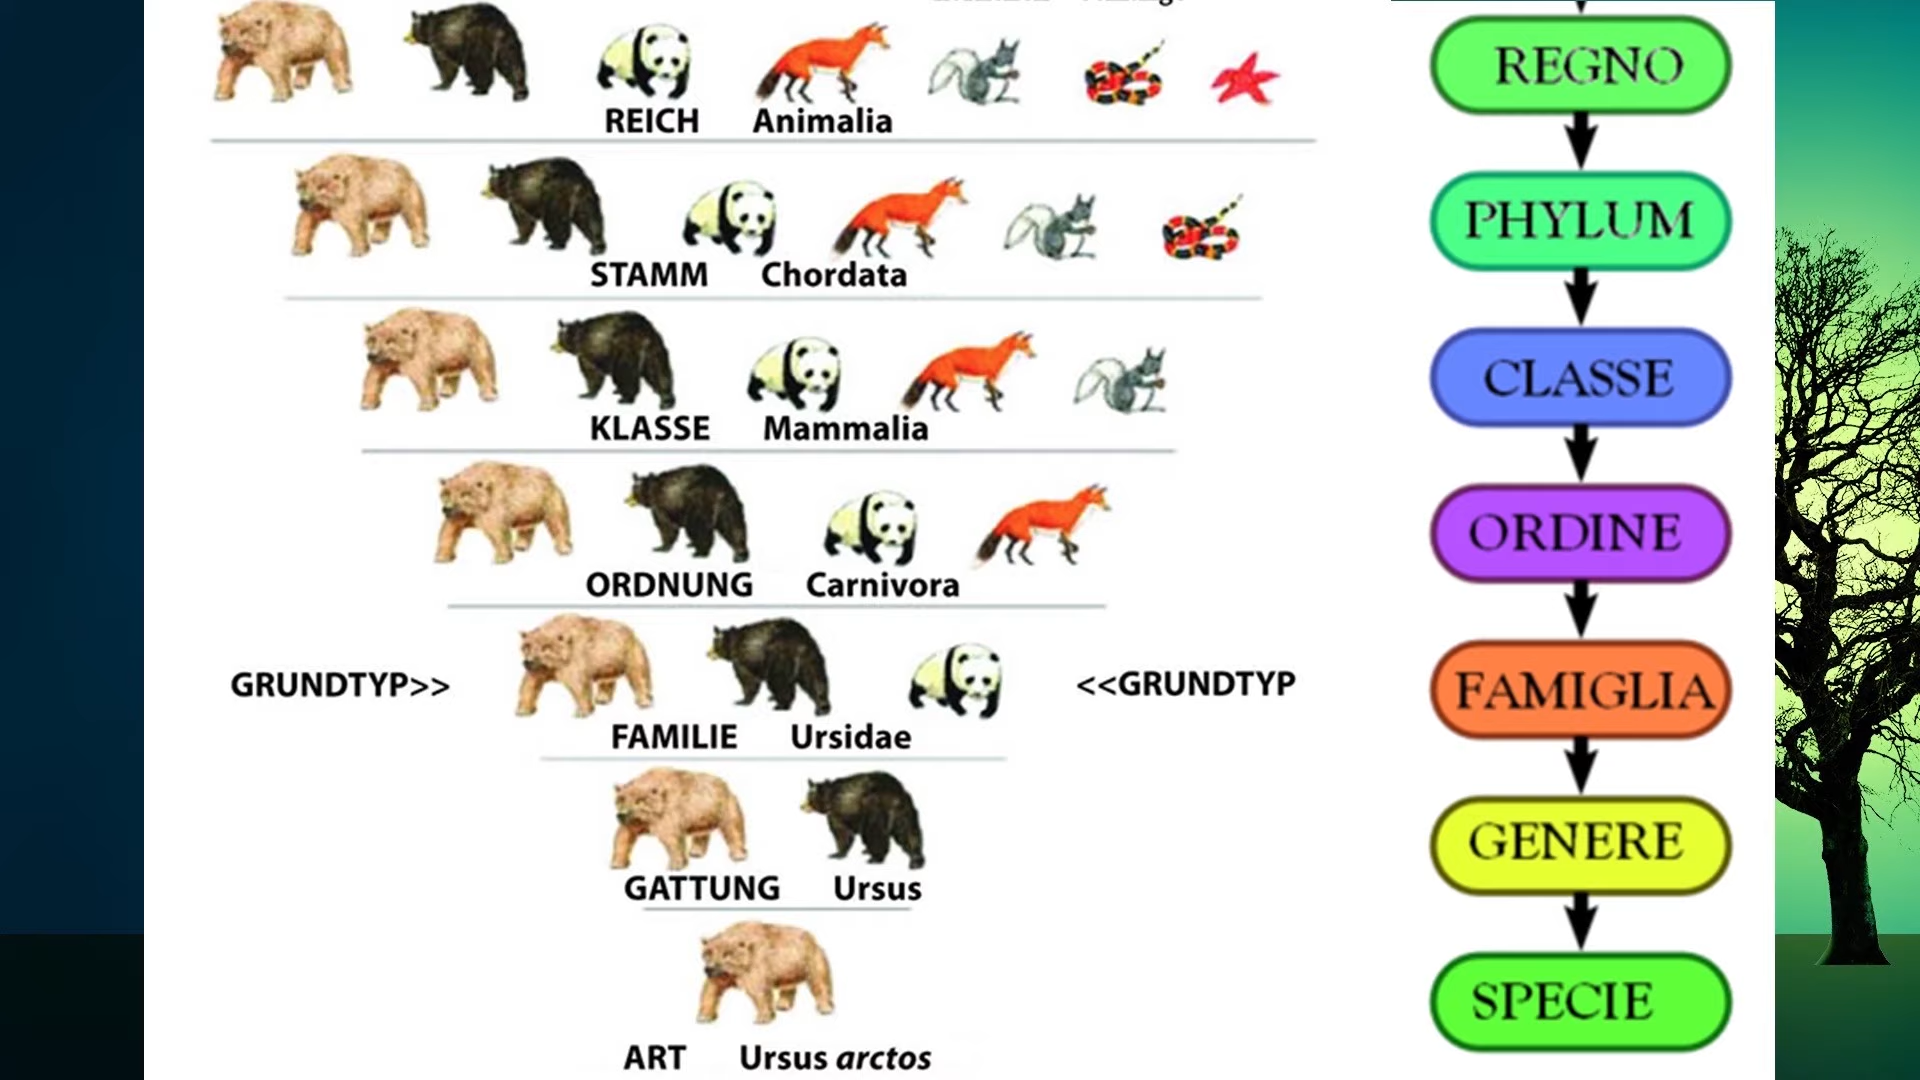 REICH Animalia
STAMM Chordata
KLASSE Mammalia
ORDNUNG Carnivora
GRUNDTYP>> <<GRUNDTYP
FAMILIE Ursidae
GATTUNG Ursus
ART Ursus arctos
REGNO
PHYLUM
CLASSE
ORDINE
FAMIGLIA
GENERE
SPECIE